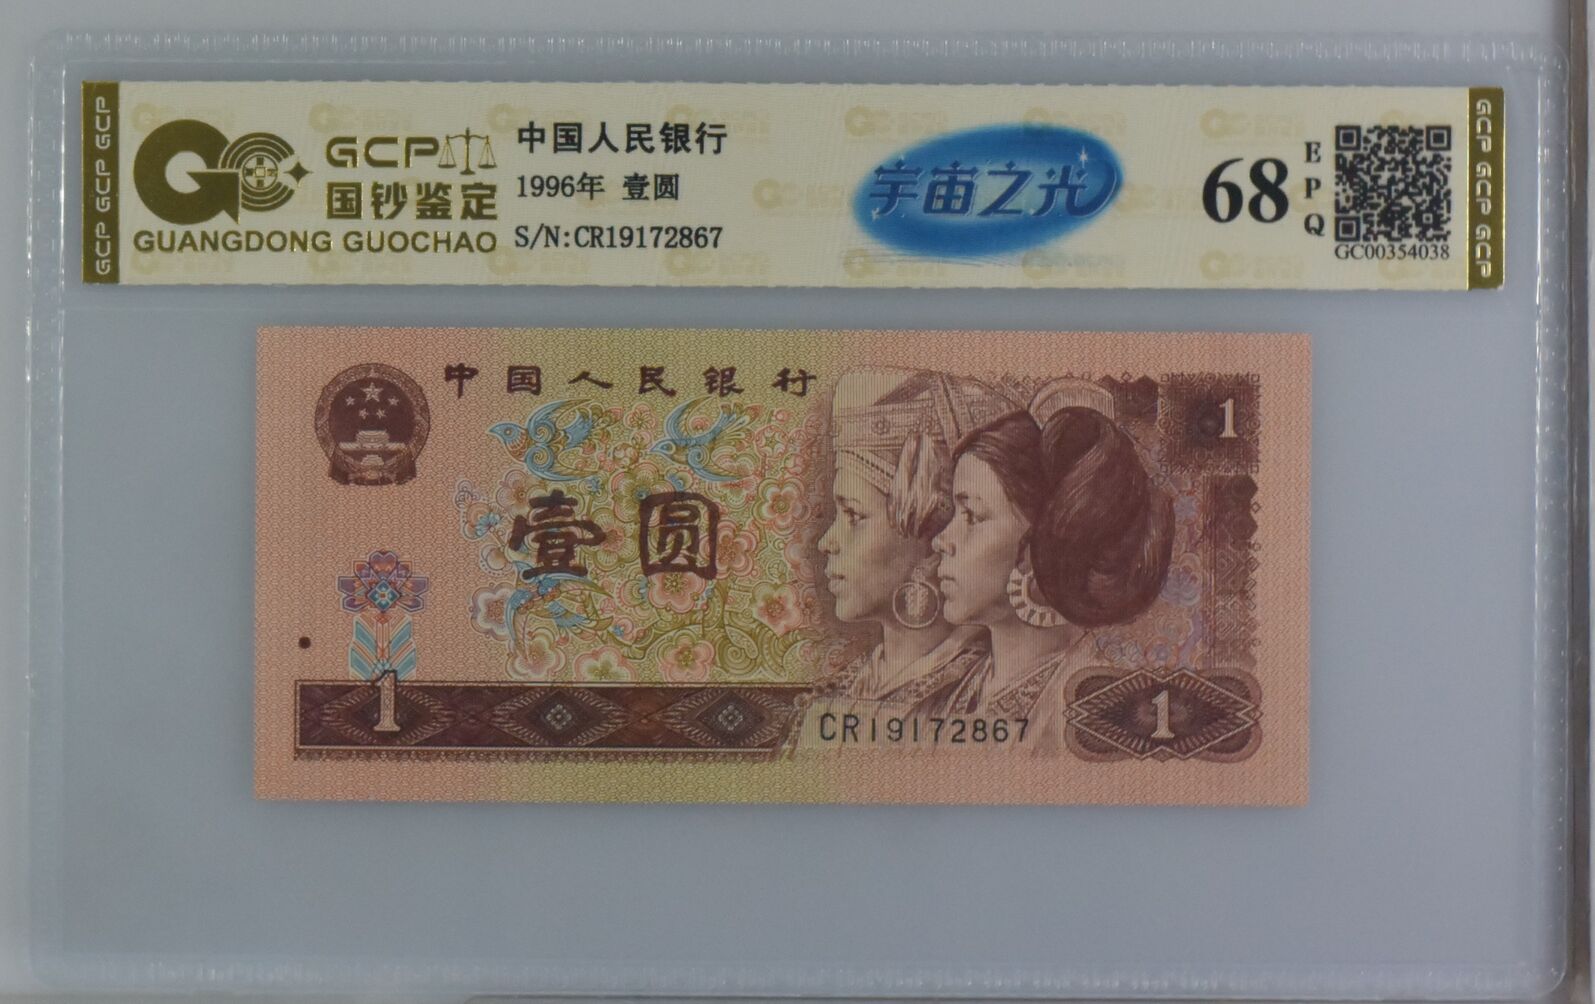 GCP GCP GCP
GCP
国钞鉴定
GUANGDONG GUOCHAO
中国人民银行
1996年 壹圆
S/N:CR19172867
宇宙之光
68
EPQ
GC00354038
GCP GCP GCP
中国人民银行
壹圆
1
1
CR19172867
1